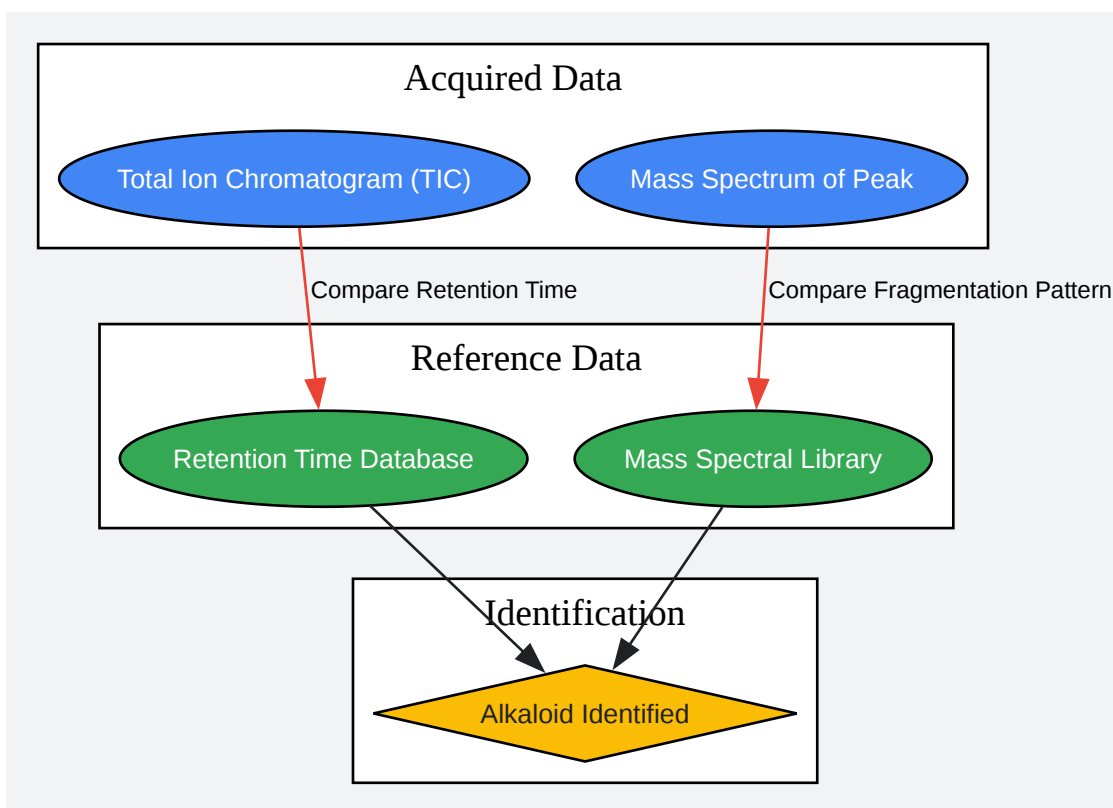 Acquired Data
Total Ion Chromatogram (TIC)
Mass Spectrum of Peak
Compare Retention Time
Compare Fragmentation Pattern
Reference Data
Retention Time Database
Mass Spectral Library
Identification
Alkaloid Identified